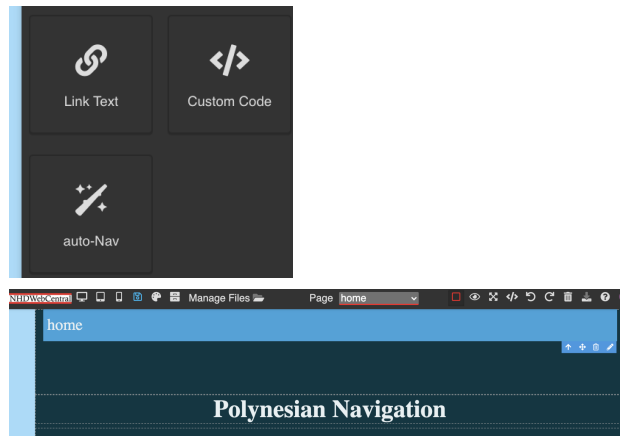 Link Text
Custom Code
auto-Nav
NHDWebCentral Manage Files Page home
home
Polynesian Navigation